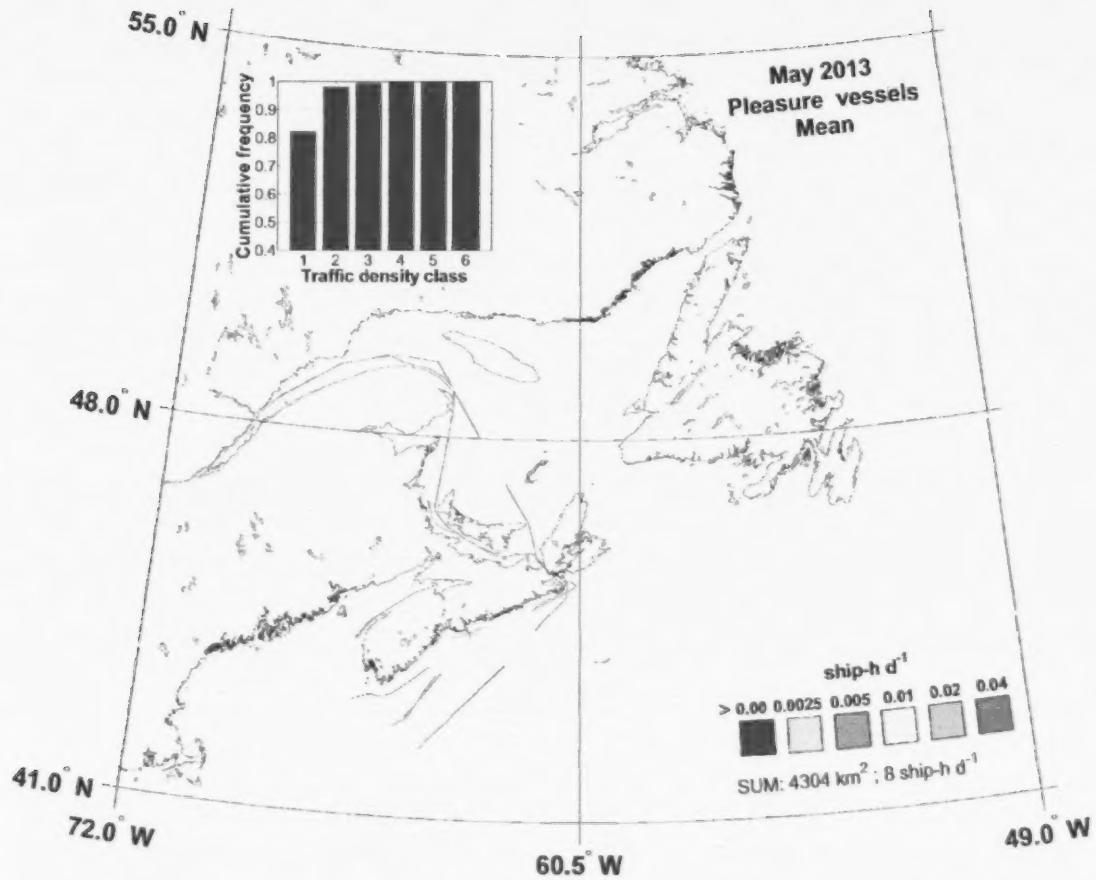 55.0° N
May 2013
Pleasure vessels
Mean
Cumulative frequency
1
0.9
0.8
0.7
0.6
0.5
0.4
1 2 3 4 5 6
Traffic density class
48.0° N
ship-h d⁻¹
> 0.00 0.0025 0.005 0.01 0.02 0.04
SUM: 4304 km² ; 8 ship-h d⁻¹
41.0° N
72.0° W
60.5° W
49.0° W